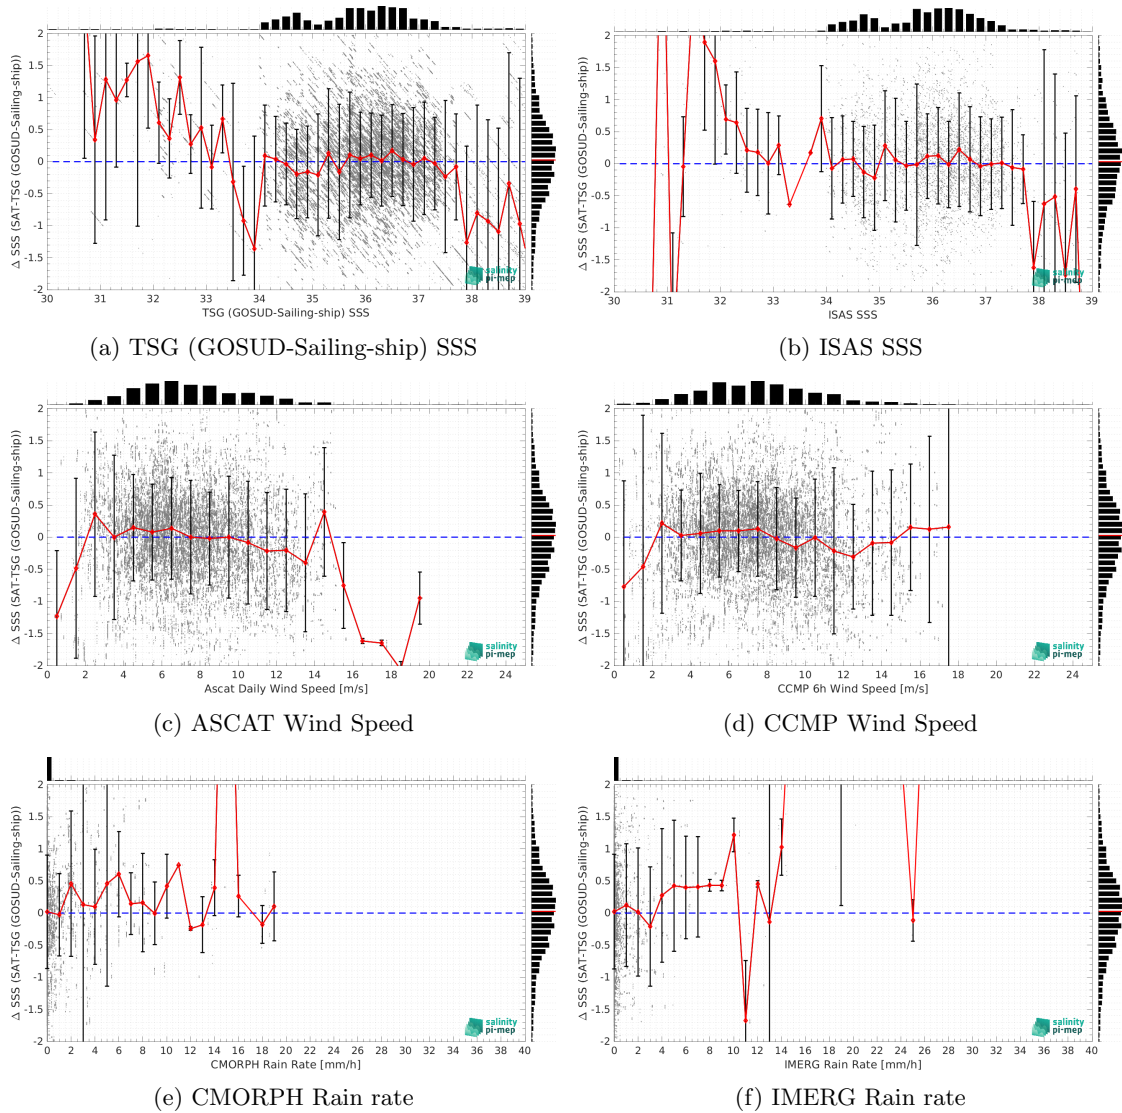 Δ SSS (SAT-TSG (GOSUD-Sailing-ship))
2
1.5
1
0.5
0
-0.5
-1
-1.5
-2
30 31 32 33 34 35 36 37 38 39
TSG (GOSUD-Sailing-ship) SSS
salinity
pi-mep
(a) TSG (GOSUD-Sailing-ship) SSS
Δ SSS (SAT-TSG (GOSUD-Sailing-ship))
2
1.5
1
0.5
0
-0.5
-1
-1.5
-2
30 31 32 33 34 35 36 37 38 39
ISAS SSS
salinity
pi-mep
(b) ISAS SSS
Δ SSS (SAT-TSG (GOSUD-Sailing-ship))
2
1.5
1
0.5
0
-0.5
-1
-1.5
-2
0 2 4 6 8 10 12 14 16 18 20 22 24
Ascat Daily Wind Speed [m/s]
salinity
pi-mep
(c) ASCAT Wind Speed
Δ SSS (SAT-TSG (GOSUD-Sailing-ship))
2
1.5
1
0.5
0
-0.5
-1
-1.5
-2
0 2 4 6 8 10 12 14 16 18 20 22 24
CCMP 6h Wind Speed [m/s]
salinity
pi-mep
(d) CCMP Wind Speed
Δ SSS (SAT-TSG (GOSUD-Sailing-ship))
2
1.5
1
0.5
0
-0.5
-1
-1.5
-2
0 2 4 6 8 10 12 14 16 18 20 22 24 26 28 30 32 34 36 38 40
CMORPH Rain Rate [mm/h]
salinity
pi-mep
(e) CMORPH Rain rate
Δ SSS (SAT-TSG (GOSUD-Sailing-ship))
2
1.5
1
0.5
0
-0.5
-1
-1.5
-2
0 2 4 6 8 10 12 14 16 18 20 22 24 26 28 30 32 34 36 38 40
IMERG Rain Rate [mm/h]
salinity
pi-mep
(f) IMERG Rain rate